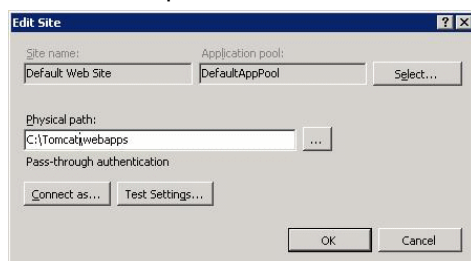 Edit Site
Site name:
Application pool:
Default Web Site
DefaultAppPool
Select...
Physical path:
C:\Tomcat\webapps
...
Pass-through authentication
Connect as...
Test Settings...
OK
Cancel